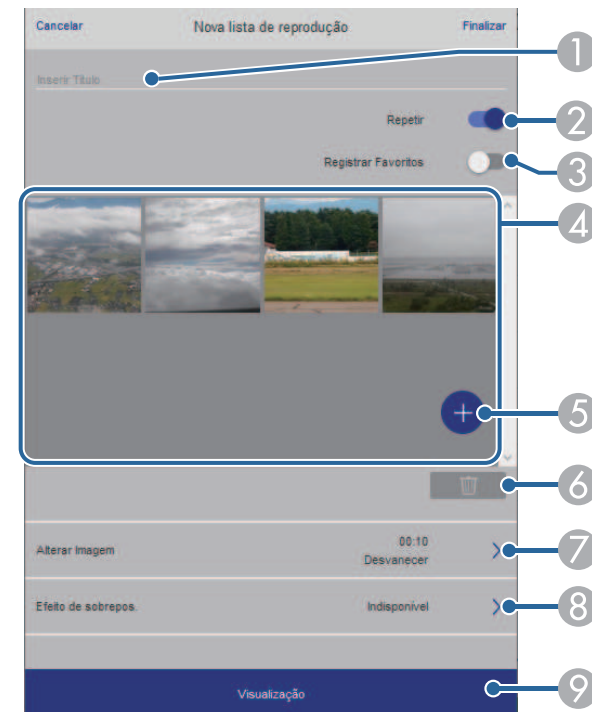 Cancelar Nova lista de reprodução Finalizar
1
Inserir Título
Repetir
2
Registrar Favoritos
3
4
+
5
6
Alterar Imagem
00:10
Desvanecer
7
Efeito de sobrepos.
Indisponível
8
Visualização
9